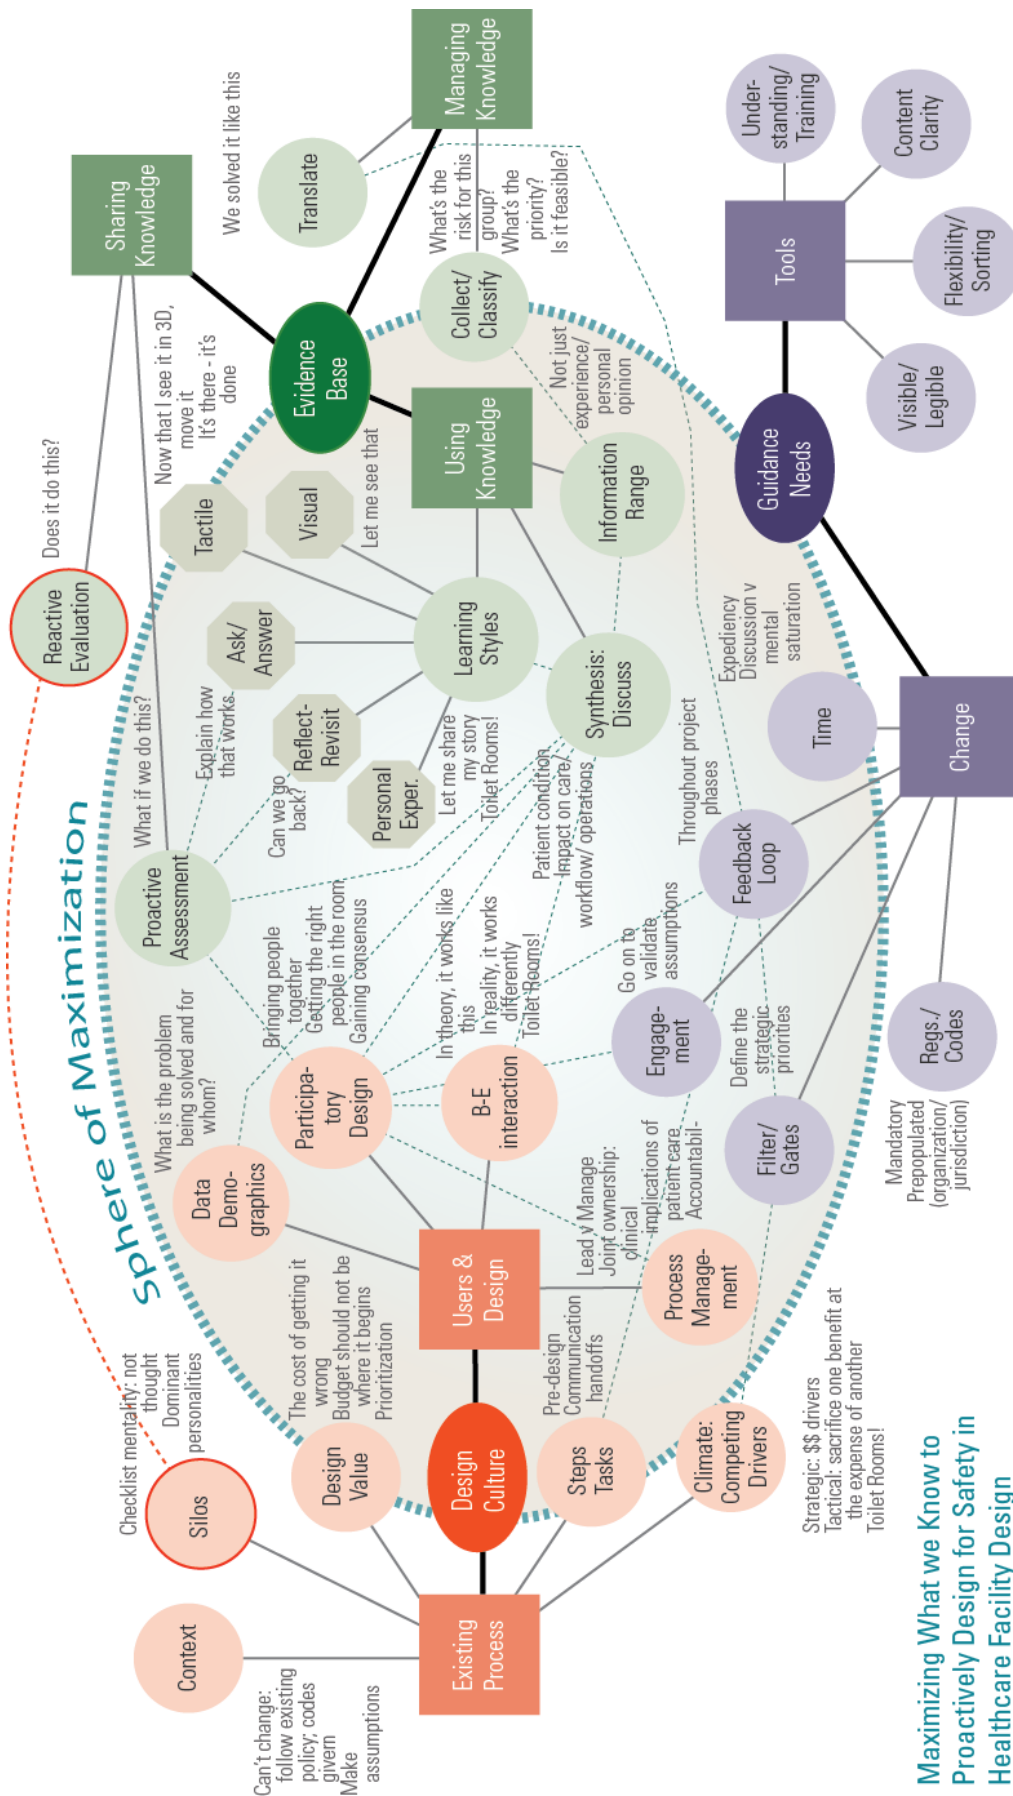 Sphere of Maximization
Context
Can't change:
follow existing
policy; codes
givern
Make
assumptions
Silos
Checklist mentality: not
thought
Dominant
personalities
Existing
Process
Design
Value
The cost of getting it
wrong
Budget should not be
where it begins
Prioritization
Design
Culture
Steps
Tasks
Pre-design
Communication
handoffs
Climate:
Competing
Drivers
Strategic: $$ drivers
Tactical: sacrifice one benefit at
the expense of another
Toilet Rooms!
Users &
Design
Data
Demo-
graphics
What is the problem
being solved and for
whom?
Participa-
tory
Design
Bringing people
together
Getting the right
people in the room
Gaining consensus
B-E
interaction
In theory, it works like
this
In reality, it works
differently
Toilet Rooms!
Process
Manage-
ment
Lead v Manage
Joint ownership:
clinical
implications of
patient care
Accountabil-
Proactive
Assessment
What if we do this?
Reactive
Evaluation
Does it do this?
Explain how
that works
Can we go
back?
Personal
Exper.
Reflect-
Revisit
Ask/
Answer
Tactile
Visual
Now that I see it in 3D,
move it
It's there - it's
done
Let me see that
Let me share
my story
Toilet Rooms!
Learning
Styles
Synthesis:
Discuss
Patient condition
Impact on care/
workflow/ operations
Information
Range
Not just
experience/
personal
opinion
Using
Knowledge
Evidence
Base
Sharing
Knowledge
Managing
Knowledge
Translate
We solved it like this
Collect/
Classify
What's the
risk for this
group?
What's the
priority?
Is it feasible?
Engage-
ment
Go on to
validate
assumptions
Filter/
Gates
Define the
strategic
priorities
Feedback
Loop
Throughout project
phases
Time
Expediency
Discussion v
mental
saturation
Regs./
Codes
Mandatory
Prepopulated
(organization/
jurisdiction)
Change
Guidance
Needs
Tools
Visible/
Legible
Flexibility/
Sorting
Content
Clarity
Under-
standing/
Training
Maximizing What we Know to
Proactively Design for Safety in
Healthcare Facility Design